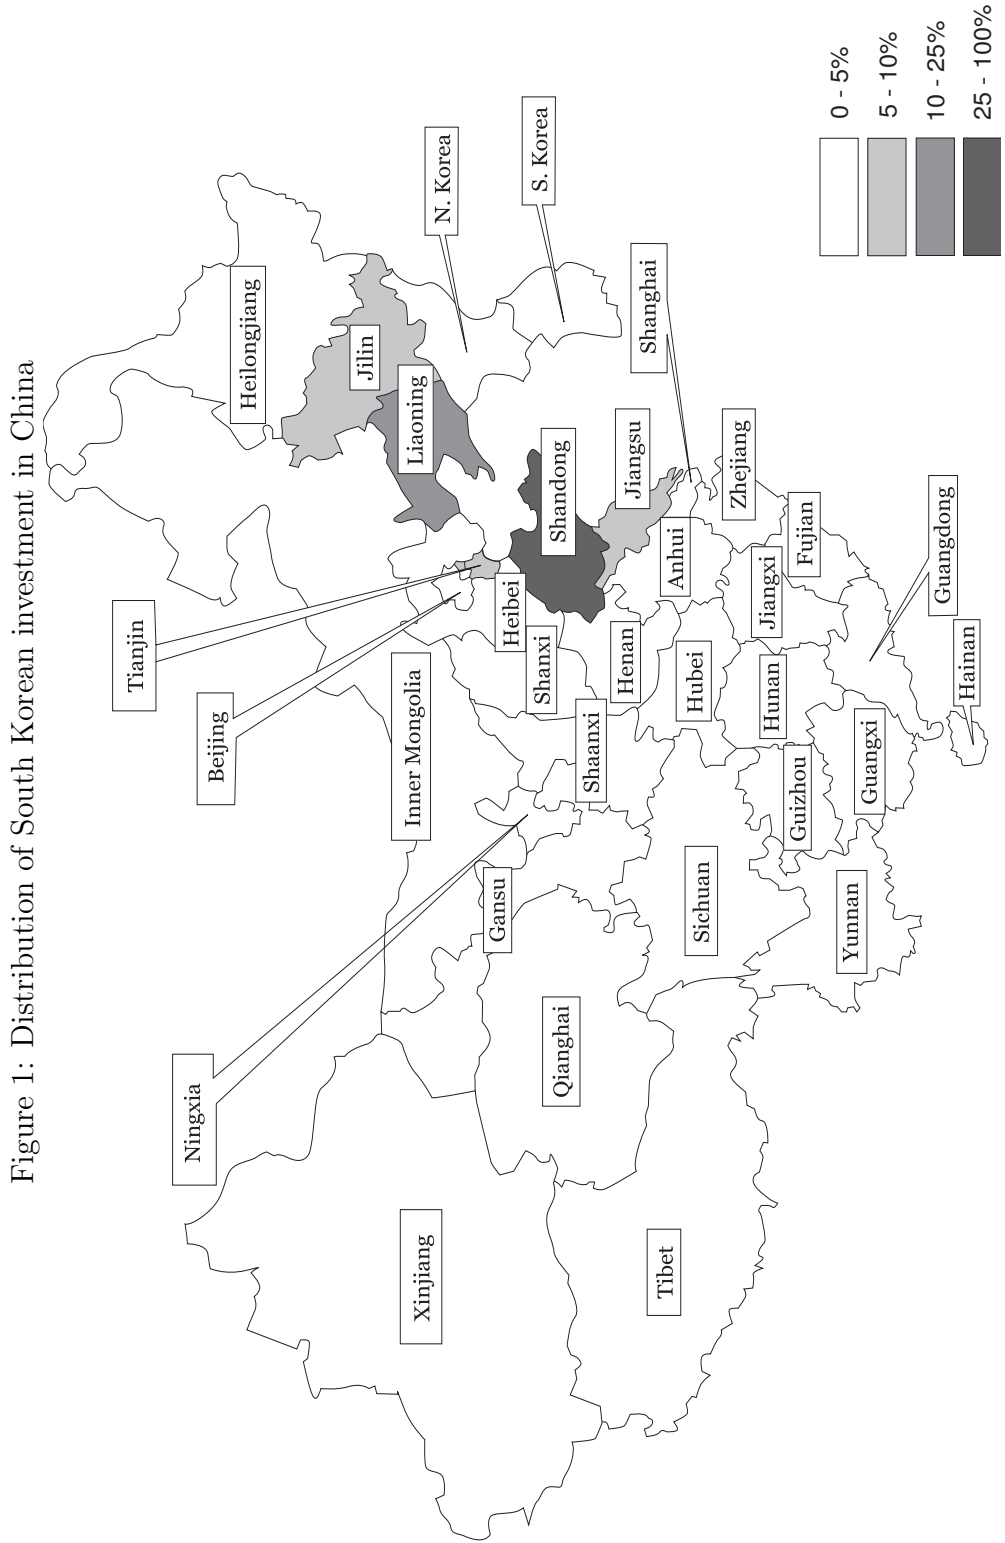 Figure 1: Distribution of South Korean investment in China
Heilongjiang
Jilin
Liaoning
N. Korea
S. Korea
Tianjin
Beijing
Inner Mongolia
Ningxia
Xinjiang
Gansu
Heibei
Shanxi
Shandong
Shaanxi
Henan
Jiangsu
Shanghai
Qianghai
Tibet
Sichuan
Hubei
Anhui
Zhejiang
Hunan
Jiangxi
Fujian
Guizhou
Yunnan
Guangxi
Guangdong
Hainan
0 - 5%
5 - 10%
10 - 25%
25 - 100%